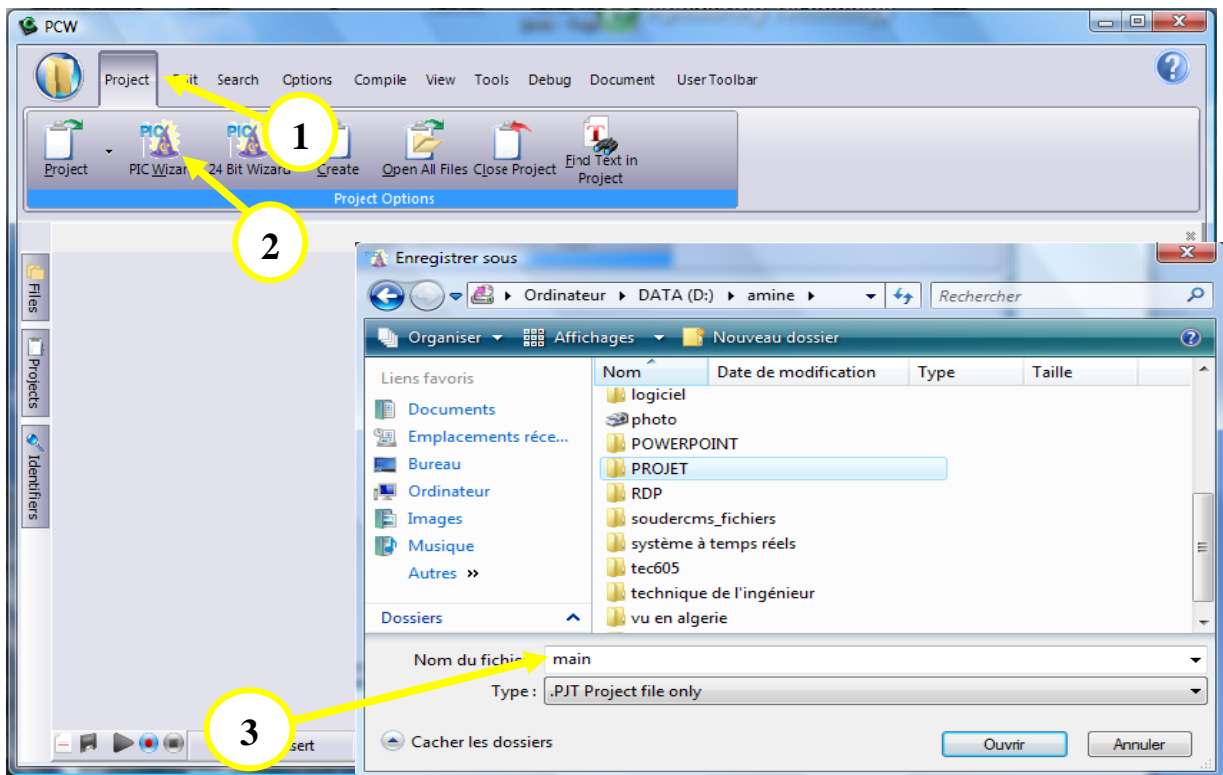 PCW
Project Edit Search Options Compile View Tools Debug Document User Toolbar
1
Project PIC Wizard 24 Bit Wizard Create Open All Files Close Project Find Text in Project
Project Options
2
Files
Projects
Identifiers
Enregistrer sous
Ordinateur DATA (D:) amine Rechercher
Organiser Affichages Nouveau dossier
Liens favoris
Documents
Emplacements réce...
Bureau
Ordinateur
Images
Musique
Autres »
Dossiers
Nom Date de modification Type Taille
logiciel
photo
POWERPOINT
PROJET
RDP
soudercms_fichiers
système à temps réels
tec605
technique de l'ingénieur
vu en algerie
Nom du fichier main
Type : .PJT Project file only
3
Cacher les dossiers
Ouvrir Annuler